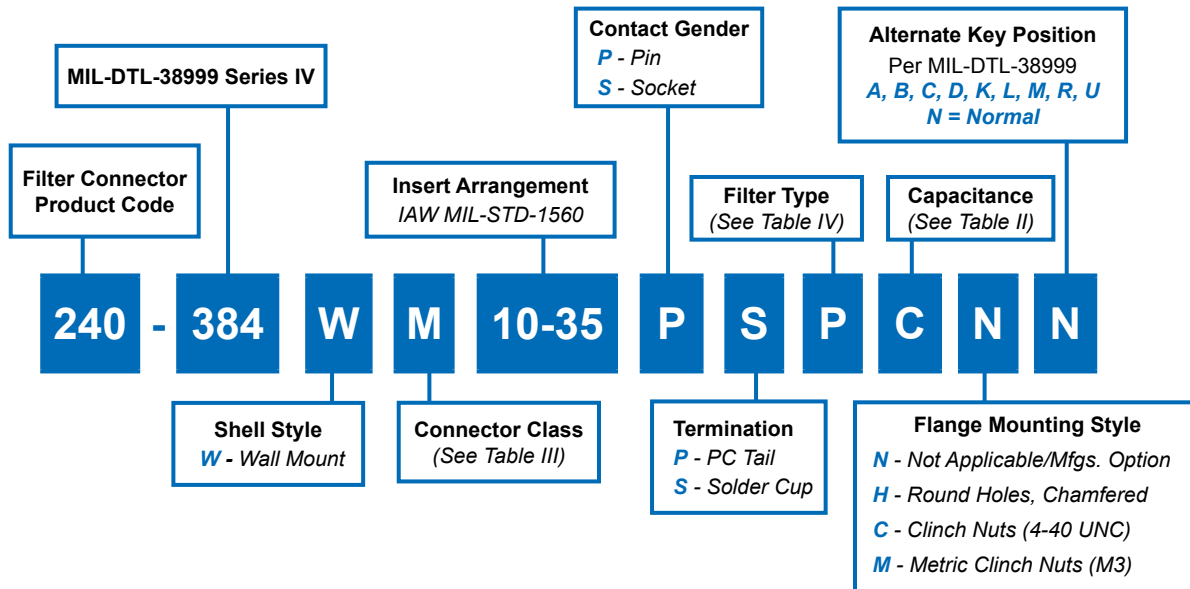 Contact Gender
P - Pin
S - Socket
Alternate Key Position
Per MIL-DTL-38999
A, B, C, D, K, L, M, R, U
N = Normal
MIL-DTL-38999 Series IV
Filter Connector
Product Code
Insert Arrangement
IAW MIL-STD-1560
Filter Type
(See Table IV)
Capacitance
(See Table II)
240 - 384 W M 10-35 P S P C N N
Shell Style
W - Wall Mount
Connector Class
(See Table III)
Termination
P - PC Tail
S - Solder Cup
Flange Mounting Style
N - Not Applicable/Mfgs. Option
H - Round Holes, Chamfered
C - Clinch Nuts (4-40 UNC)
M - Metric Clinch Nuts (M3)